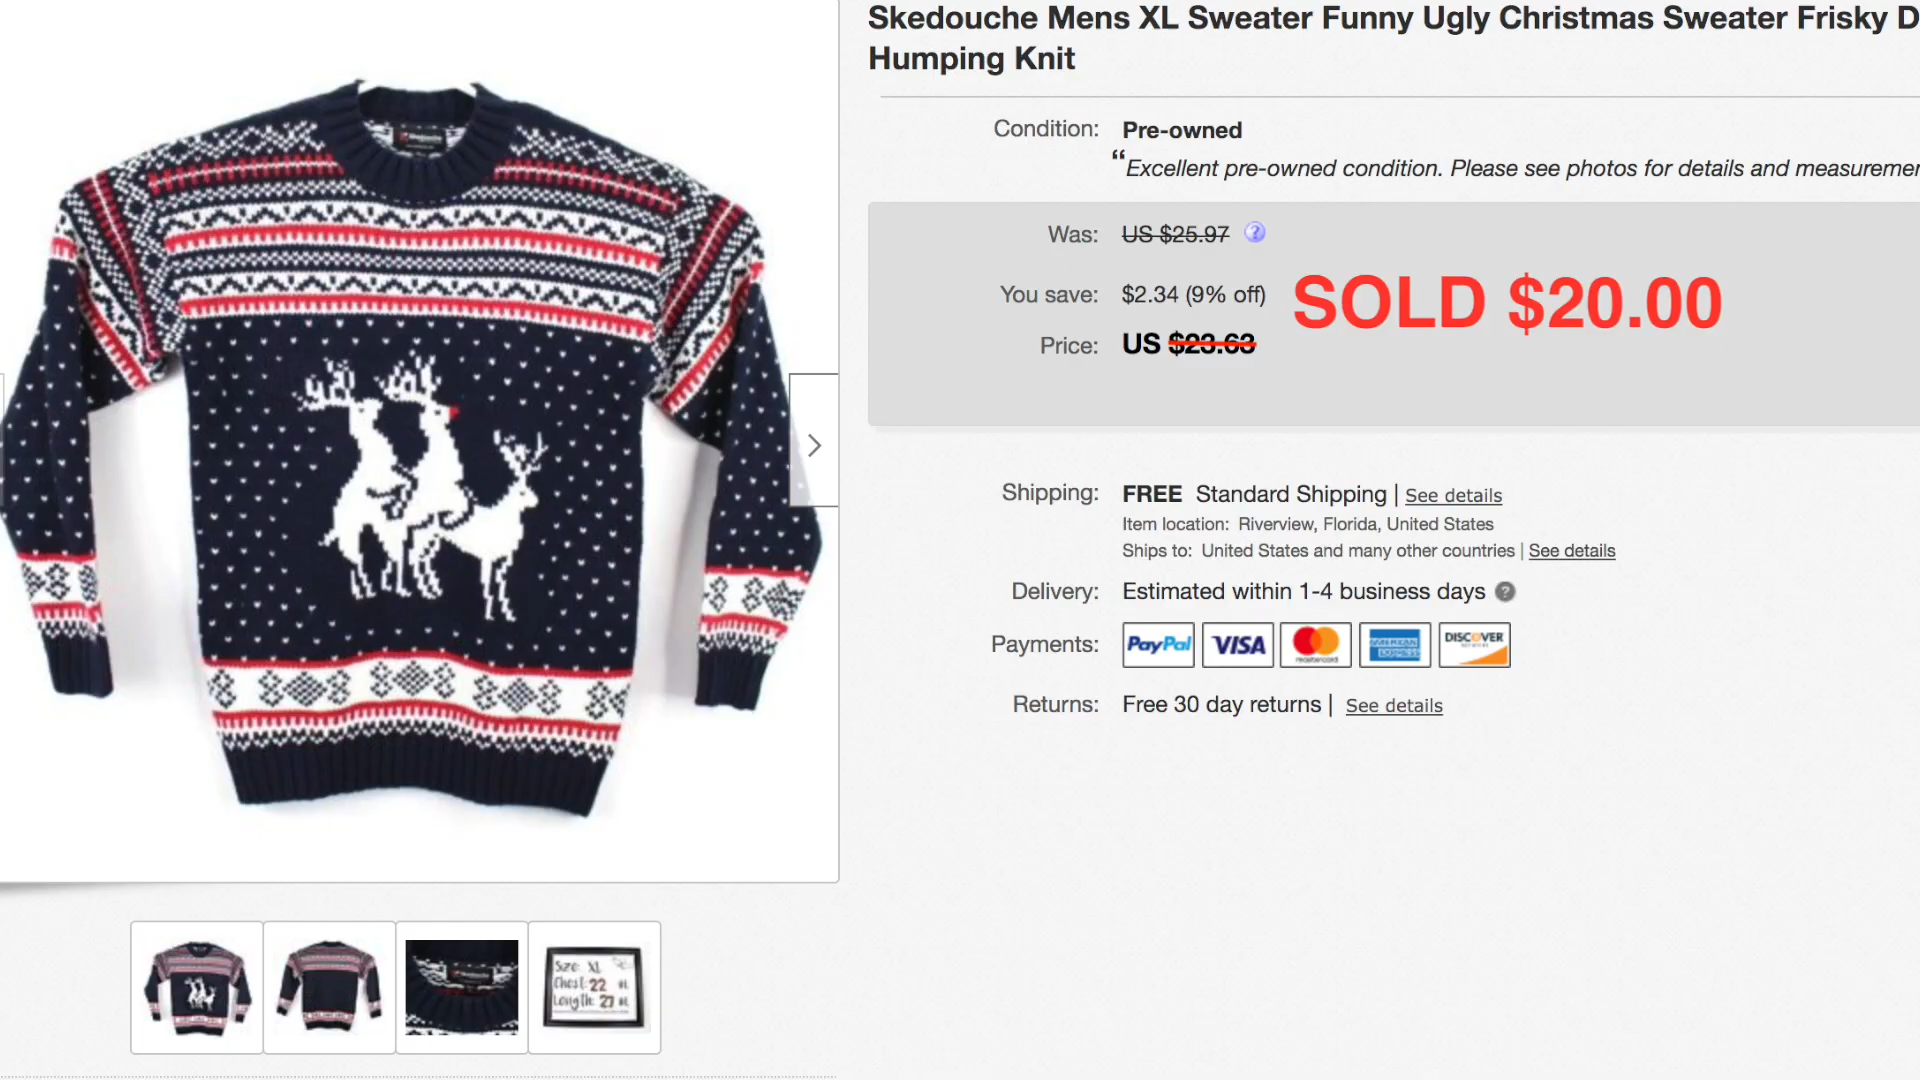 Skedouche Mens XL Sweater Funny Ugly Christmas Sweater Frisky D
Humping Knit
Condition: Pre-owned
“Excellent pre-owned condition. Please see photos for details and measuremen
Was: US $25.97 ?
You save: $2.34 (9% off)
SOLD $20.00
Price: US $23.63
Shipping: FREE Standard Shipping | See details
Item location: Riverview, Florida, United States
Ships to: United States and many other countries | See details
Delivery: Estimated within 1-4 business days ?
Payments: PayPal VISA mastercard AMERICAN EXPRESS DISCOVER
Returns: Free 30 day returns | See details
Size: XL
Chest: 22
Length: 27